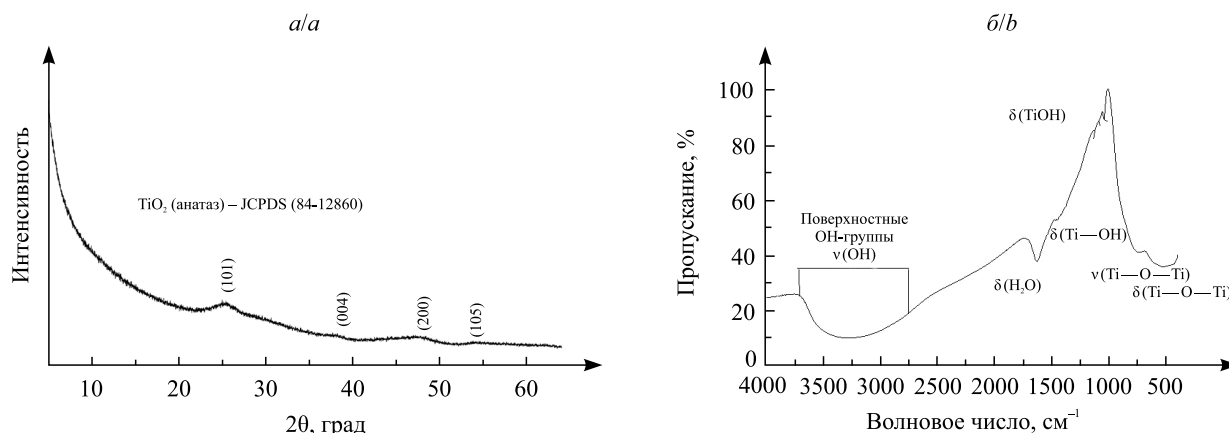 а/a
Интенсивность
TiO₂ (анатаз) – JCPDS (84-12860)
(101)
(004)
(200)
(105)
10 20 30 40 50 60
2θ, град
б/b
Пропускание, %
100
80
60
40
20
0
δ(TiOH)
Поверхностные
ОН-группы
ν(OH)
δ(H₂O)
δ(Ti—OH)
ν(Ti—O—Ti)
δ(Ti—O—Ti)
4000 3500 3000 2500 2000 1500 1000 500
Волновое число, см⁻¹